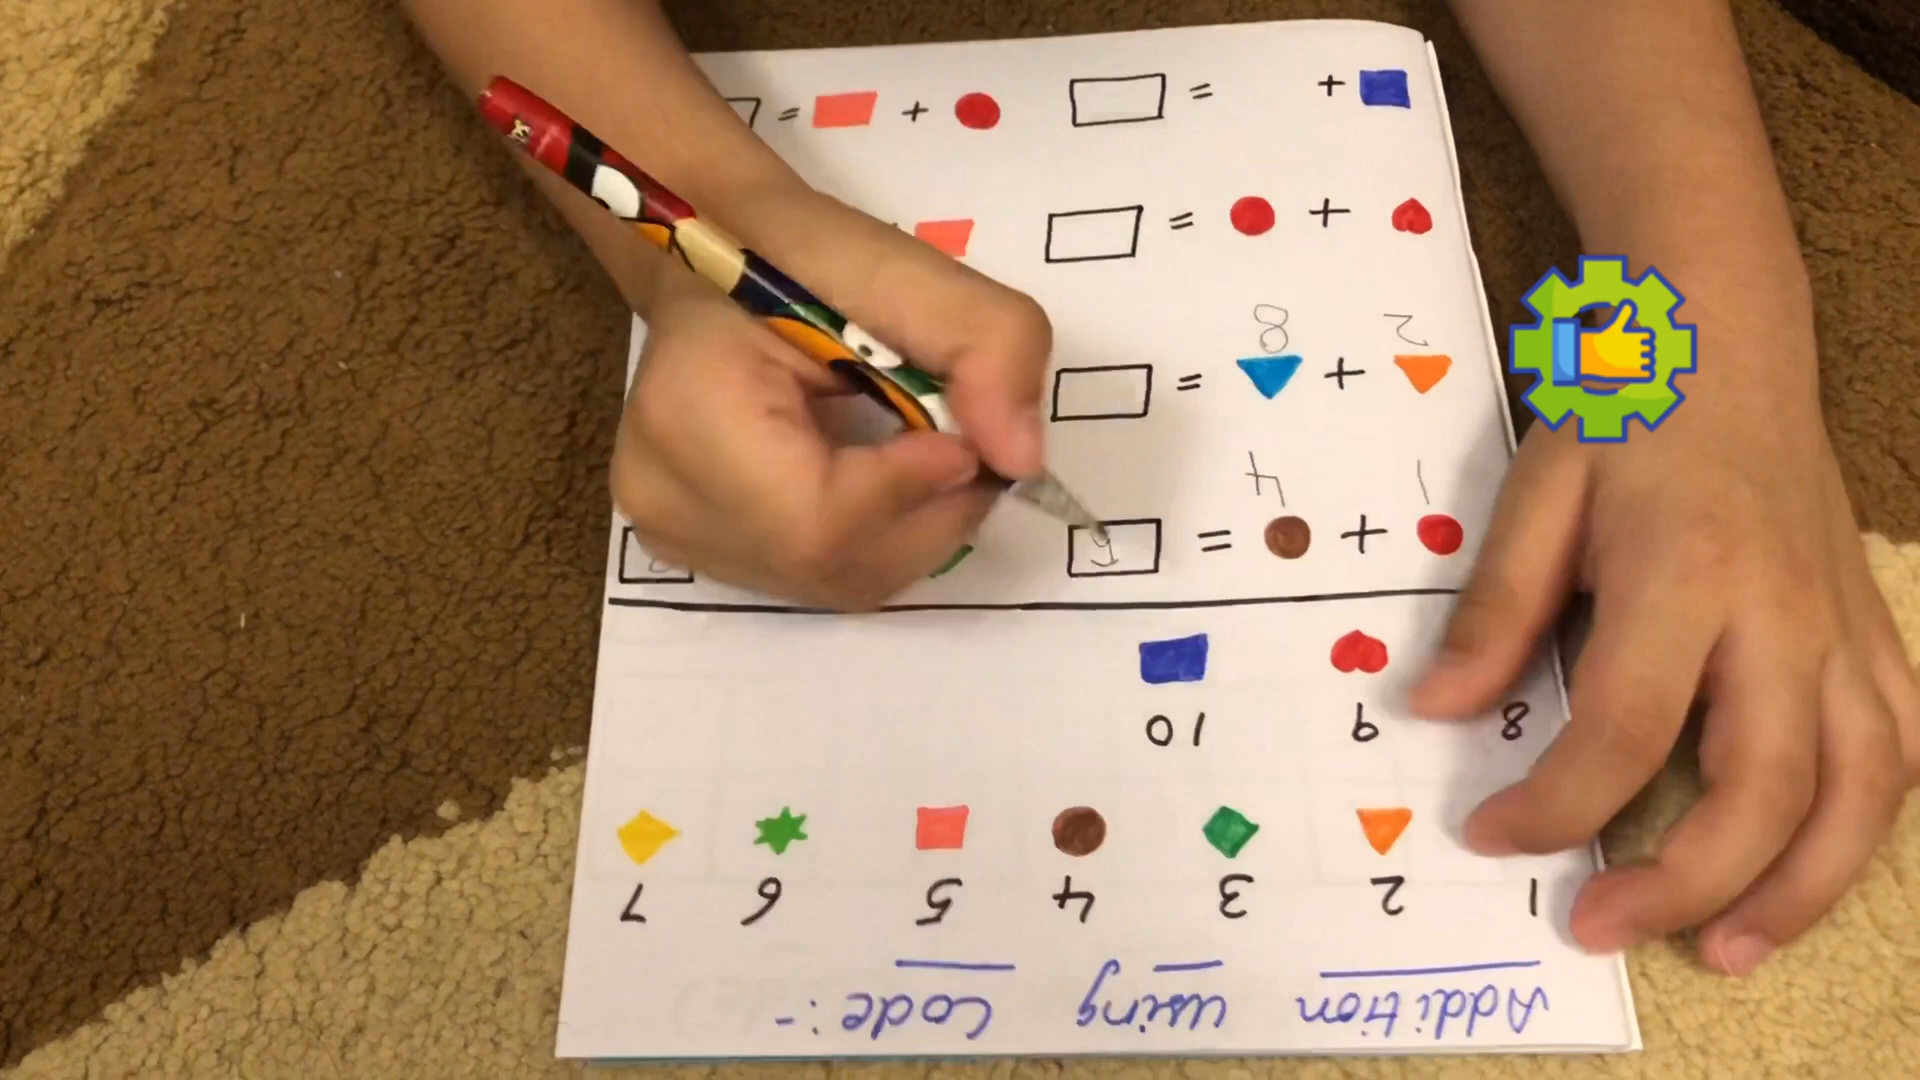 Addition using code:-
1 2 3 4 5 6 7
8 9 10
1 4
+ = 5
2 8
+ =
+ =
+ =
+ =